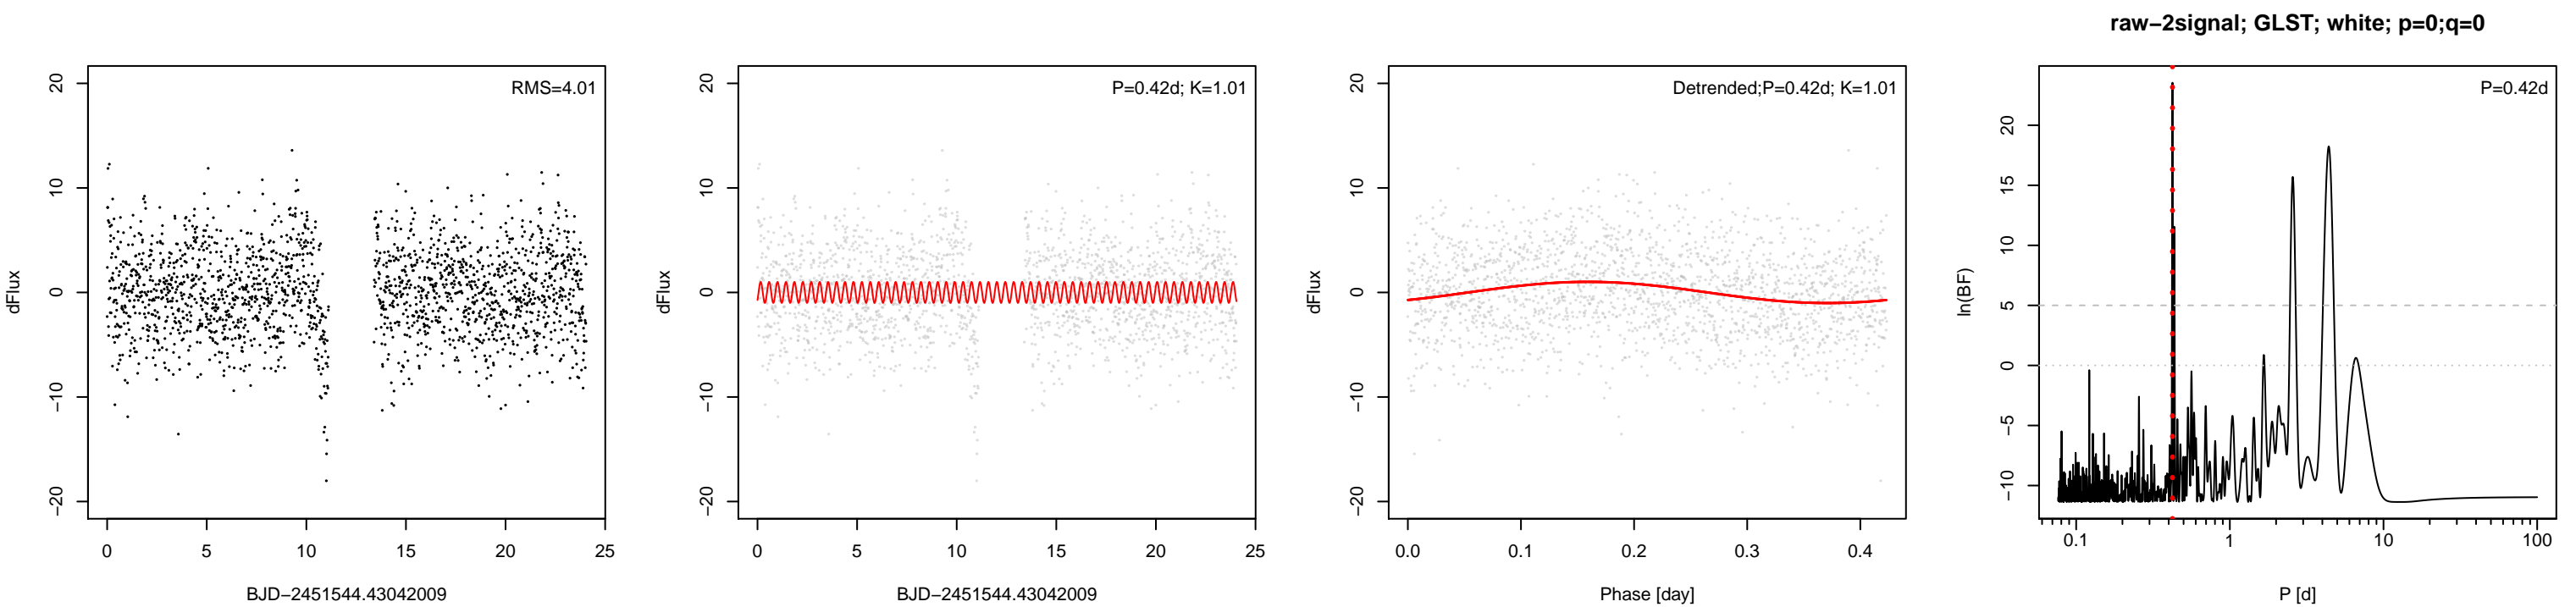 raw−2signal; GLST; white; p=0;q=0
RMS=4.01
dFlux
20
10
0
−10
−20
0 5 10 15 20 25
BJD−2451544.43042009
P=0.42d; K=1.01
dFlux
20
10
0
−10
−20
0 5 10 15 20 25
BJD−2451544.43042009
Detrended;P=0.42d; K=1.01
dFlux
20
10
0
−10
−20
0.0 0.1 0.2 0.3 0.4
Phase [day]
P=0.42d
ln(BF)
20
15
10
5
0
−5
−10
0.1 1 10 100
P [d]